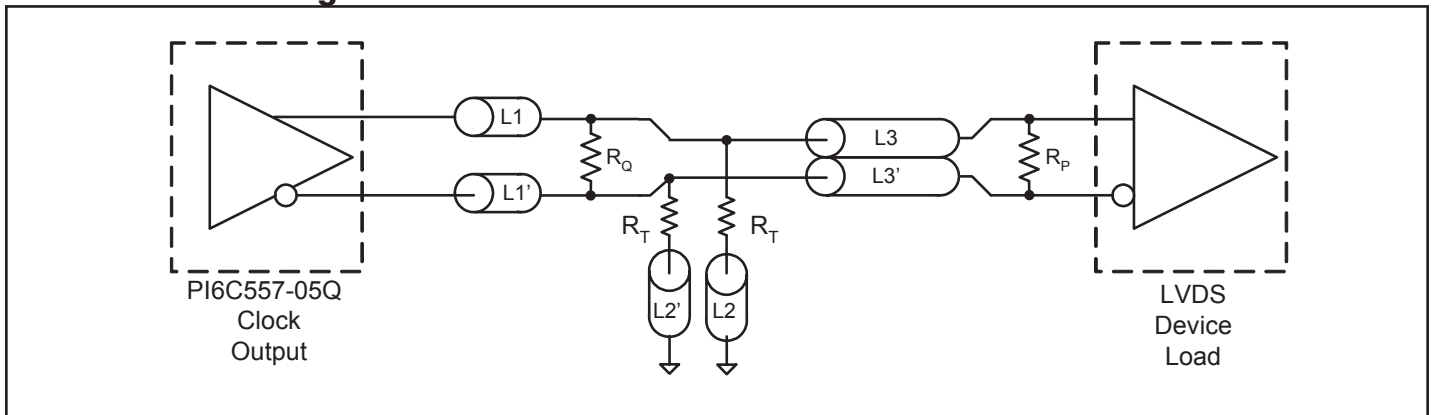 g
L1
L1'
R_Q
R_T
R_T
L2'
L2
L3
L3'
R_P
PI6C557-05Q
Clock
Output
LVDS
Device
Load